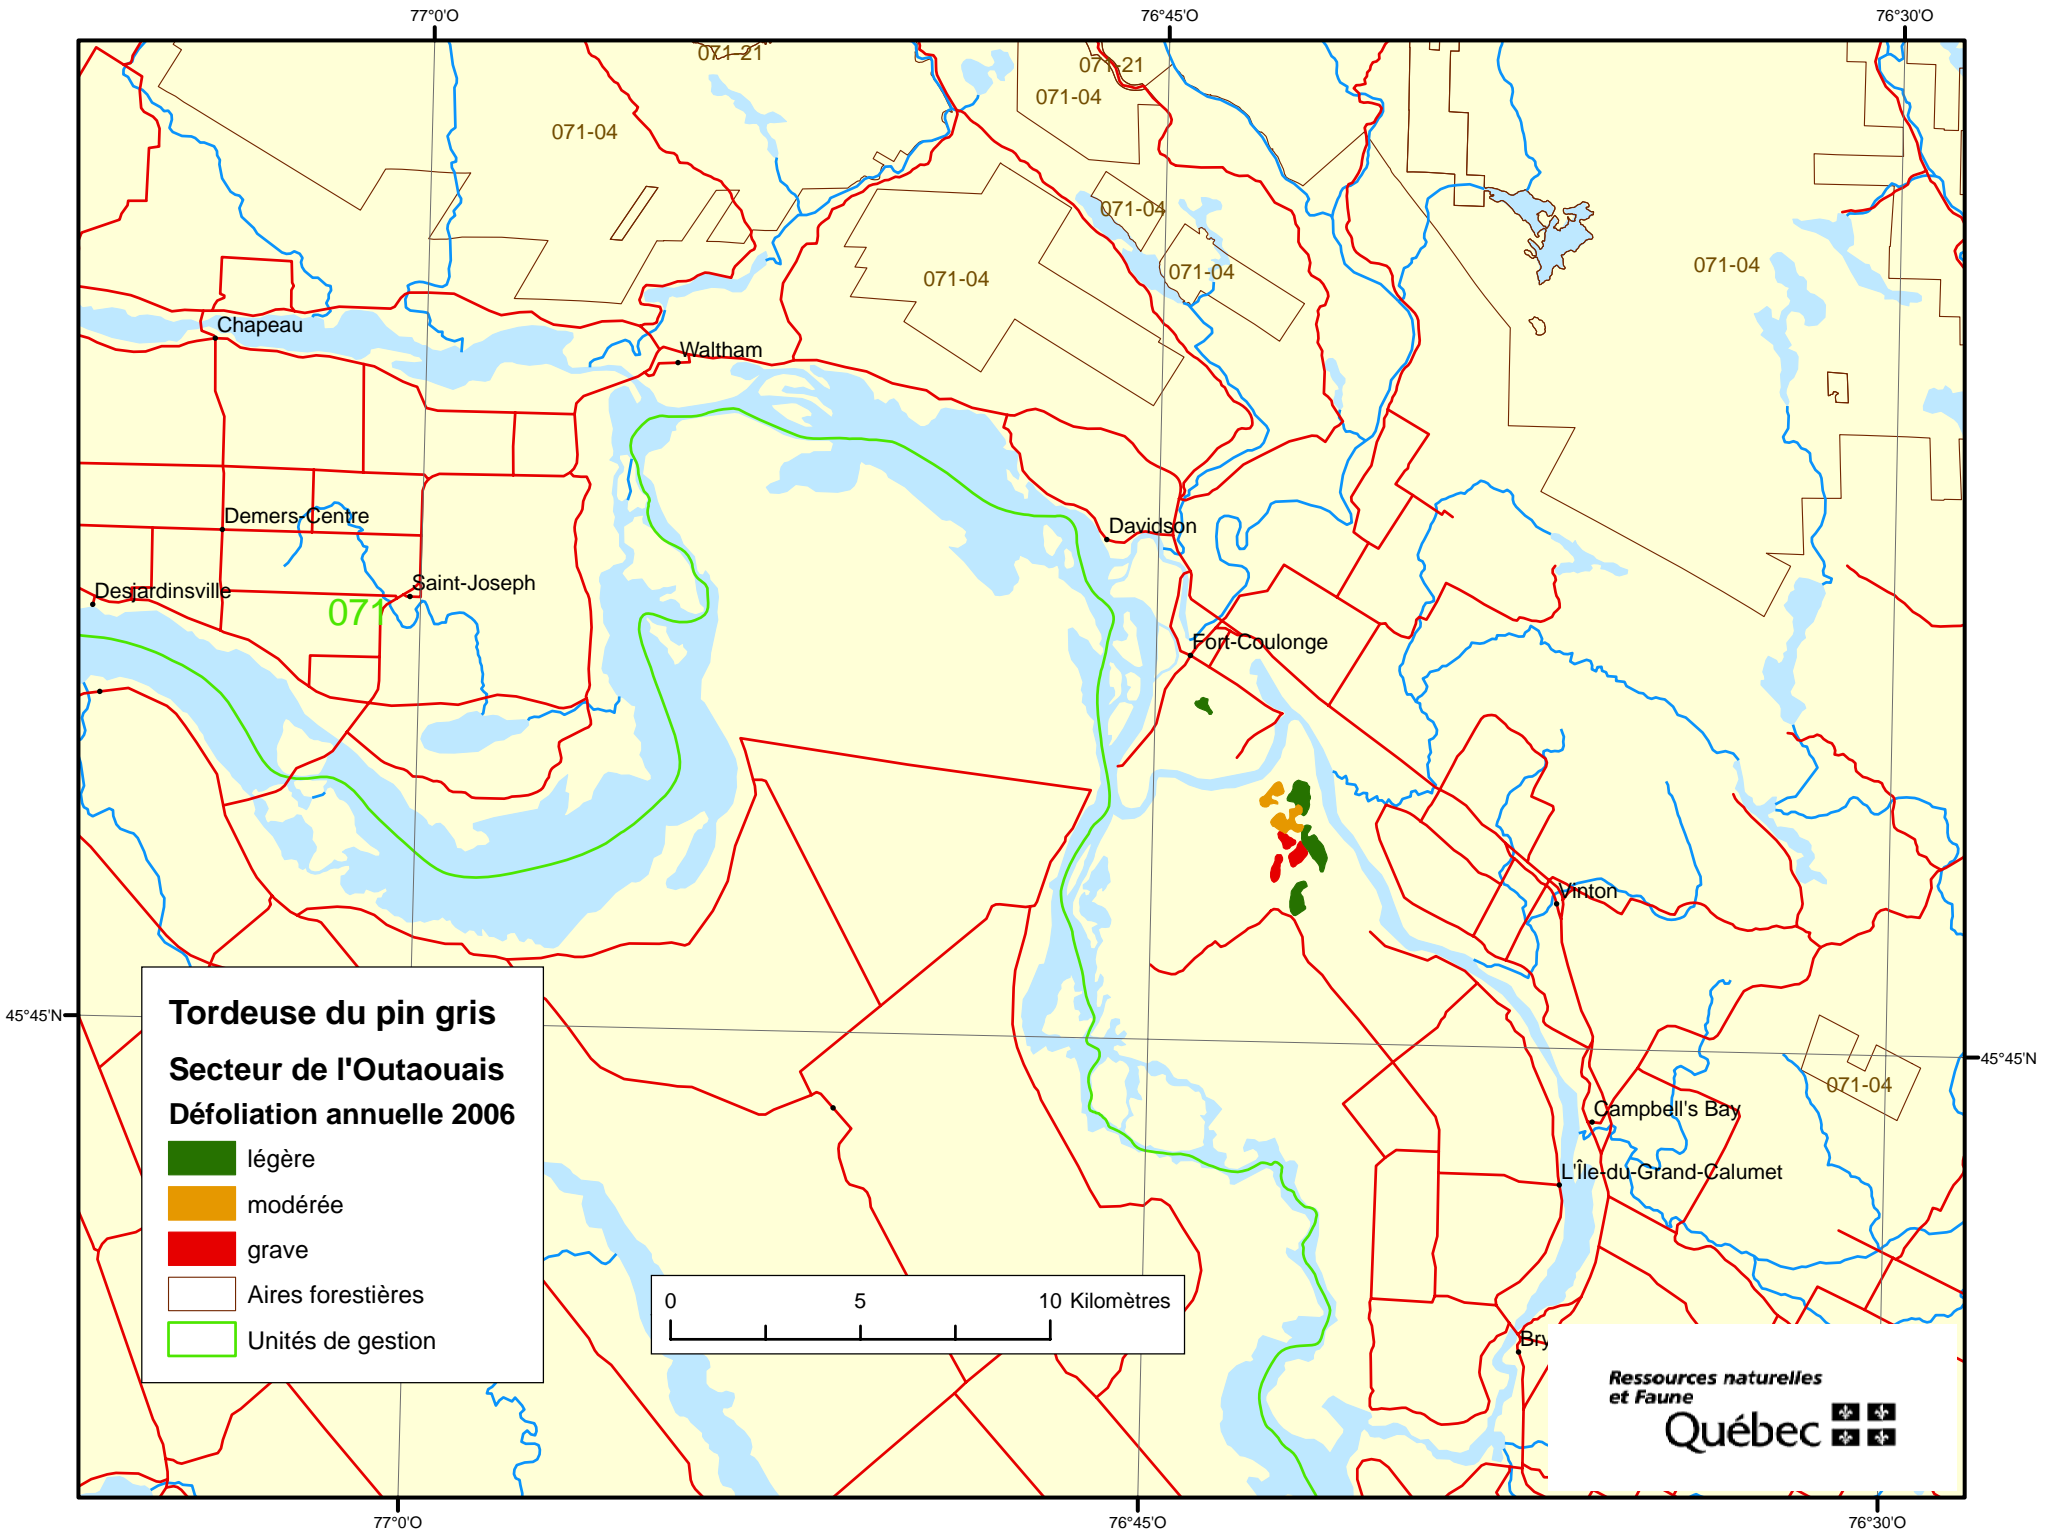 77°0'O
76°45'O
76°30'O
071-21
071-21
071-04
071-04
071-04
071-04
071-04
071-04
Chapeau
Waltham
Demers-Centre
Davidson
Desjardinsville
Saint-Joseph
071
Fort-Coulonge
Vinton
45°45'N
45°45'N
071-04
Campbell's Bay
L'Île-du-Grand-Calumet
Bry
Tordeuse du pin gris
Secteur de l'Outaouais
Défoliation annuelle 2006
légère
modérée
grave
Aires forestières
Unités de gestion
0 5 10 Kilomètres
Ressources naturelles
et Faune
Québec
77°0'O
76°45'O
76°30'O